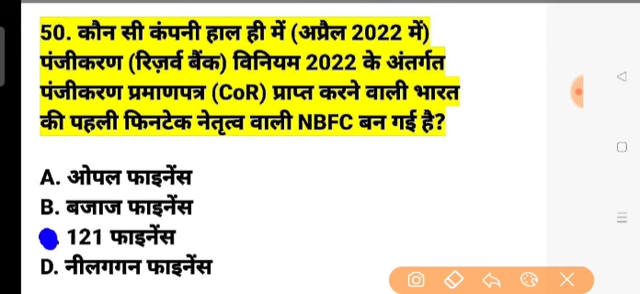 50. कौन सी कंपनी हाल ही में (अप्रैल 2022 में)
पंजीकरण (रिज़र्व बैंक) विनियम 2022 के अंतर्गत
पंजीकरण प्रमाणपत्र (CoR) प्राप्त करने वाली भारत
की पहली फिनटेक नेतृत्व वाली NBFC बन गई है?
A. ओपल फाइनेंस
B. बजाज फाइनेंस
121 फाइनेंस
D. नीलगगन फाइनेंस